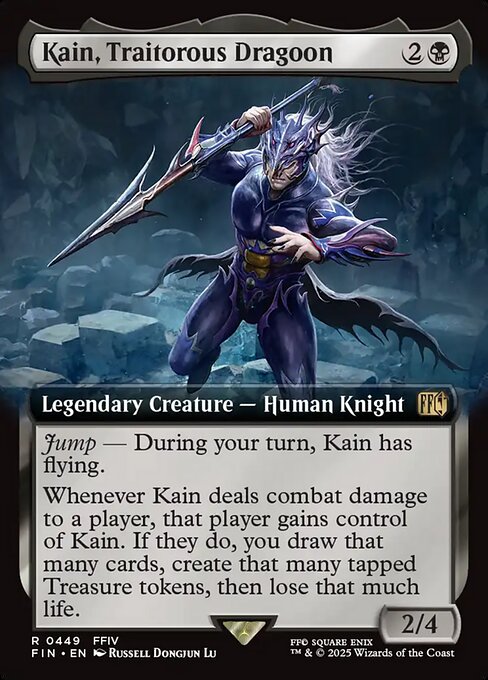 Kain, Traitorous Dragoon 2
Legendary Creature — Human Knight FF
Jump — During your turn, Kain has
flying.
Whenever Kain deals combat damage
to a player, that player gains control
of Kain. If they do, you draw that
many cards, create that many tapped
Treasure tokens, then lose that much
life.
2/4
R 0449 FFIV
FIN • EN Russell Dongjun Lu
FF© SQUARE ENIX
™ & © 2025 Wizards of the Coast